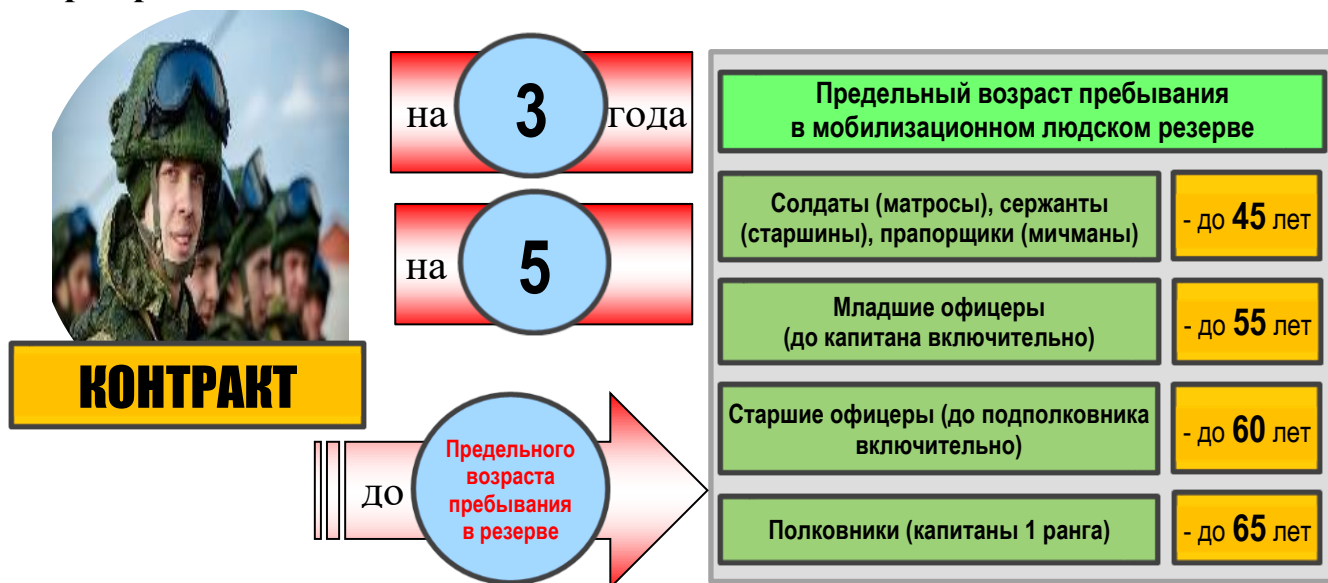 на 3 года
на 5
КОНТРАКТ
до
Предельного
возраста
пребывания
в резерве
Предельный возраст пребывания
в мобилизационном людском резерве
Солдаты (матросы), сержанты
(старшины), прапорщики (мичманы)
- до 45 лет
Младшие офицеры
(до капитана включительно)
- до 55 лет
Старшие офицеры (до подполковника
включительно)
- до 60 лет
Полковники (капитаны 1 ранга)
- до 65 лет